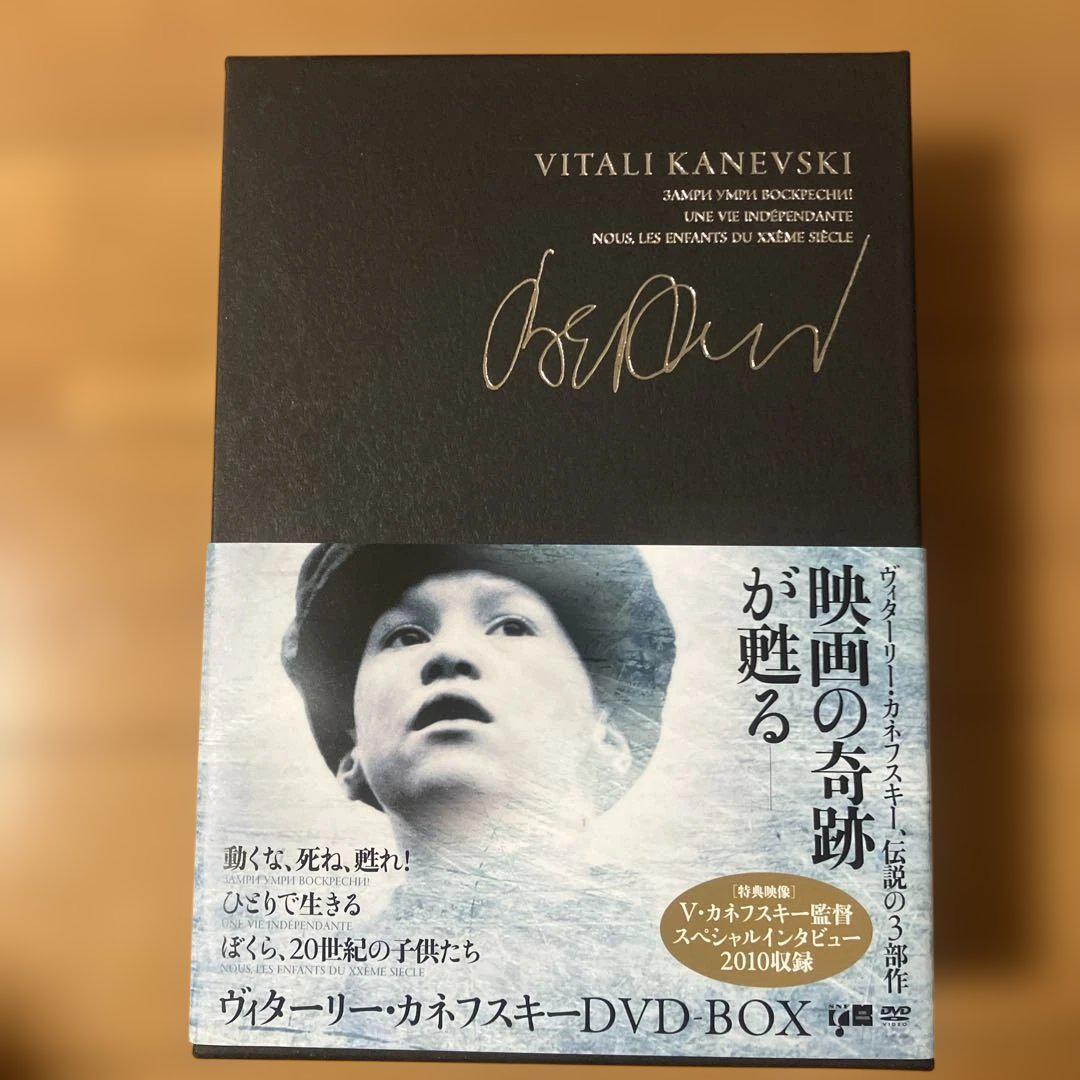 VITALI KANEVSKI
ЗАМРИ УМРИ ВОСКРЕСНИ!
UNE VIE INDÉPENDANTE
NOUS, LES ENFANTS DU XXÈME SIÈCLE
ヴィターリー・カネフスキー、伝説の3部作
映画の奇跡
が甦る――
動くな、死ね、甦れ!
ЗАМРИ УМРИ ВОСКРЕСНИ!
ひとりで生きる
UNE VIE INDÉPENDANTE
ぼくら、20世紀の子供たち
NOUS, LES ENFANTS DU XXÈME SIÈCLE
[特典映像]
V・カネフスキー監督
スペシャルインタビュー
2010収録
ヴィターリー・カネフスキーDVD-BOX
DVD
VIDEO